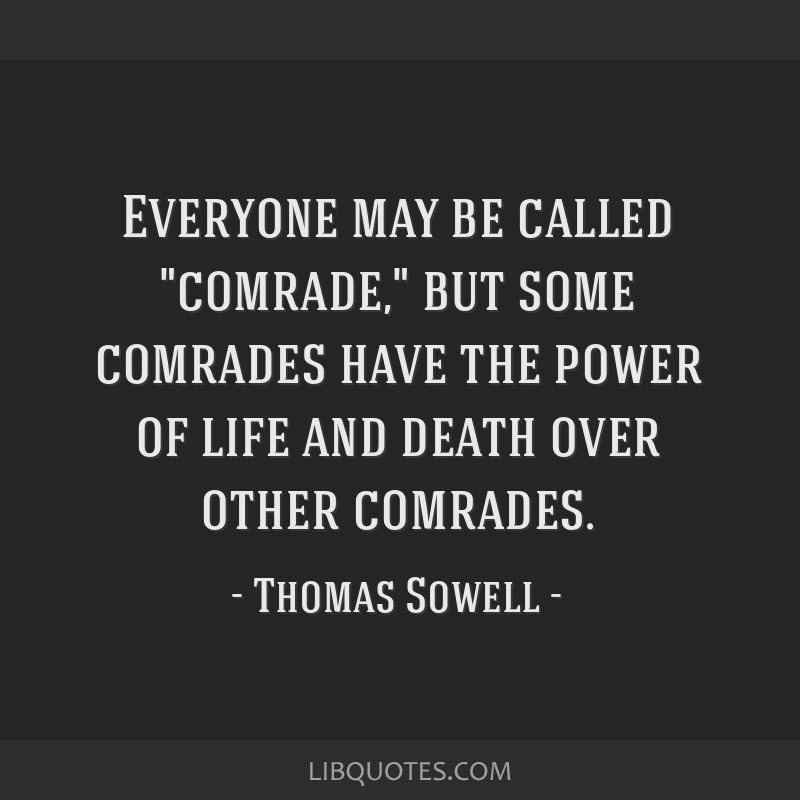 Everyone may be called
"comrade," but some
comrades have the power
of life and death over
other comrades.
- Thomas Sowell -
LIBQUOTES.COM